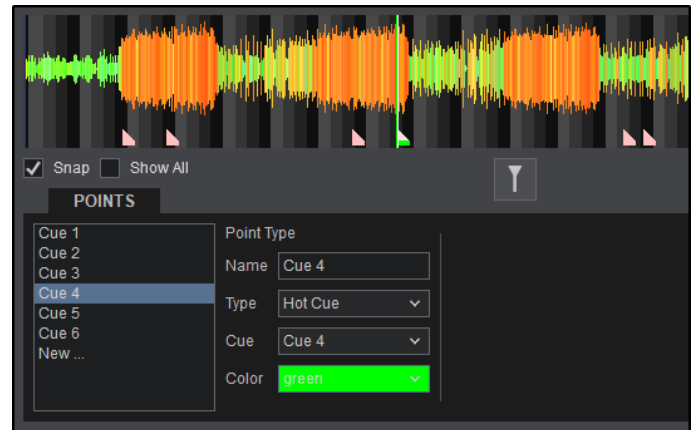 Snap Show All
POINTS
Cue 1
Cue 2
Cue 3
Cue 4
Cue 5
Cue 6
New ...
Point Type
Name Cue 4
Type Hot Cue
Cue Cue 4
Color green